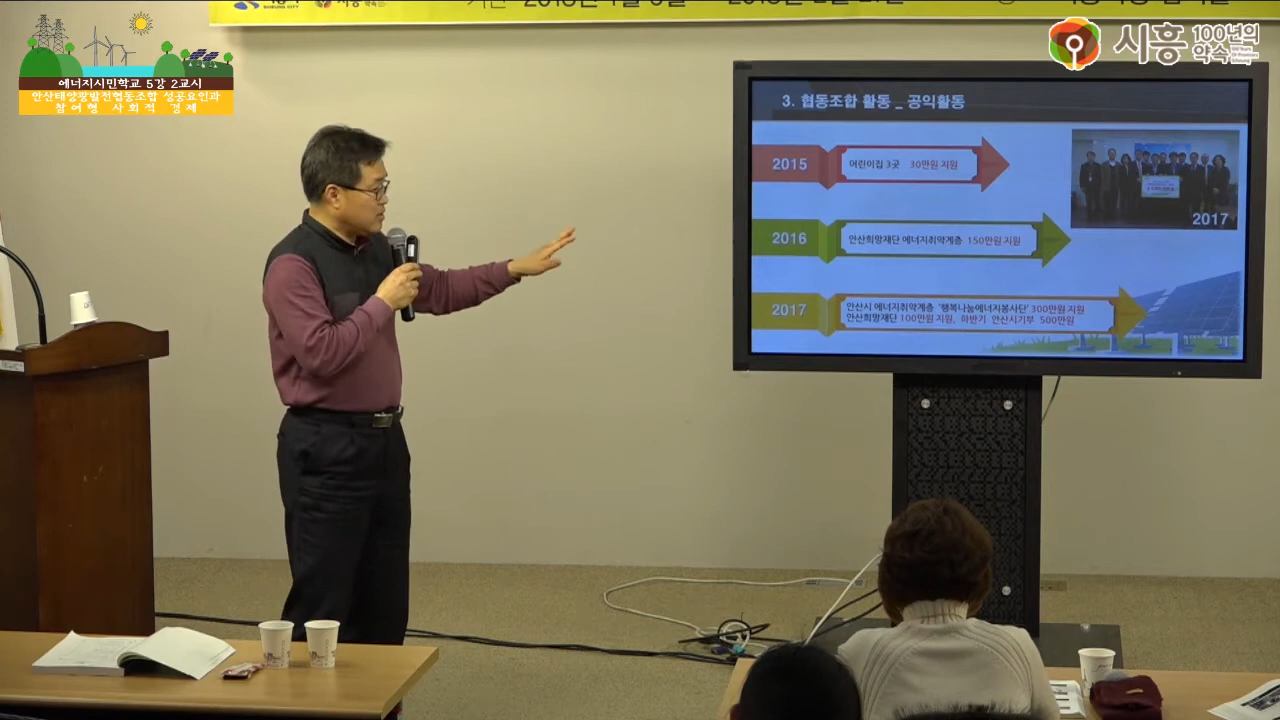 에너지시민학교 5강 2교시
안산태양광발전협동조합 성공요인과
참여형 사회적 경제
시흥 100년의 약속
3. 협동조합 활동 _ 공익활동
2015
어린이집 3곳 30만원 지원
2016
안산희망재단 에너지취약계층 150만원 지원
2017
안산시 에너지취약계층 '행복나눔에너지봉사단' 300만원 지원
안산희망재단 100만원 지원, 하반기 안산시기부 500만원
2017